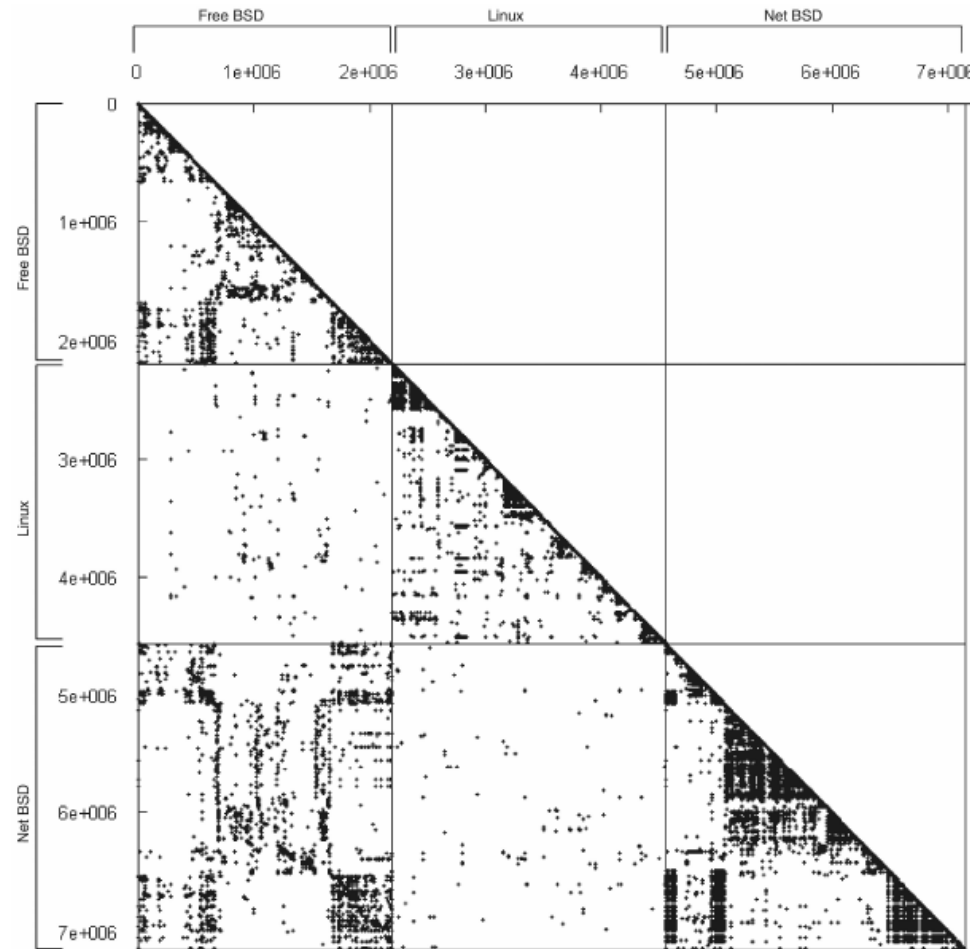 Free BSD Linux Net BSD
0 1e+006 2e+006 3e+006 4e+006 5e+006 6e+006 7e+006
0
1e+006
Free BSD
2e+006
3e+006
Linux
4e+006
5e+006
Net BSD
6e+006
7e+006